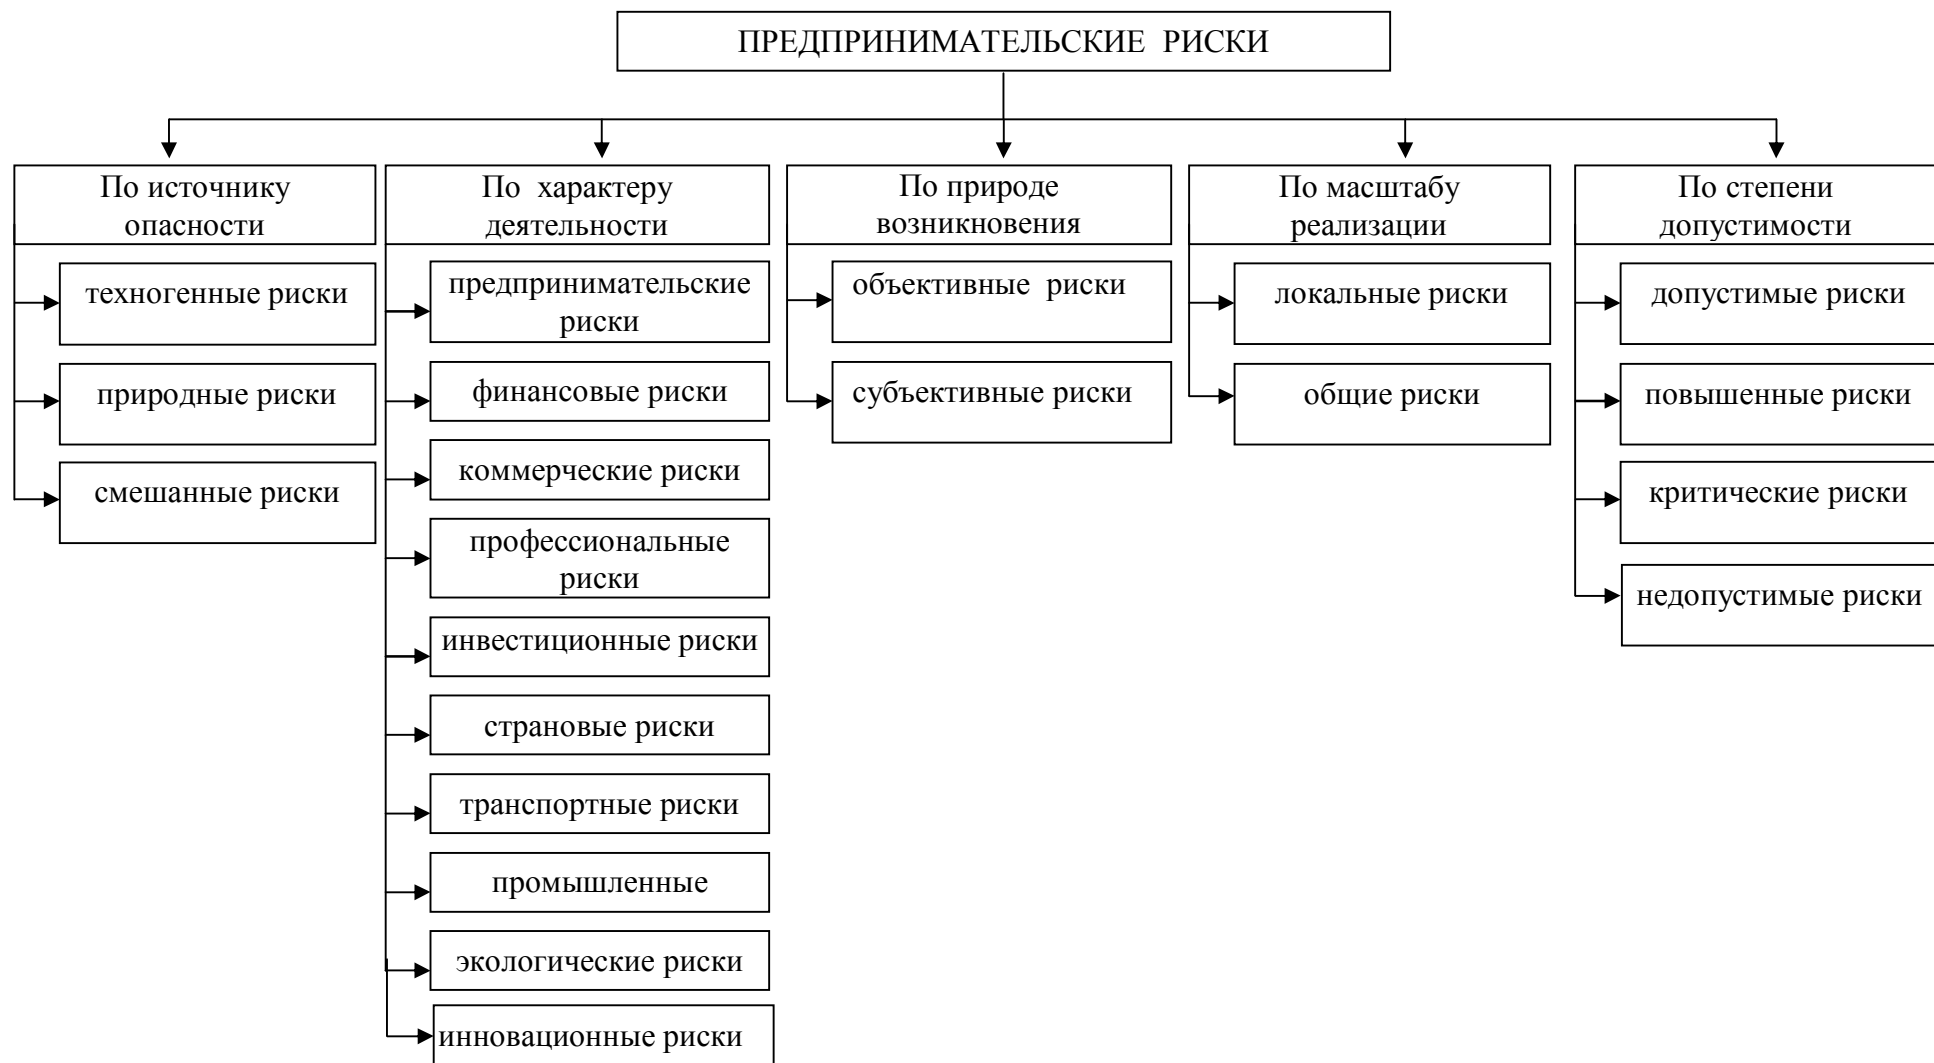 ПРЕДПРИНИМАТЕЛЬСКИЕ РИСКИ
По источнику
опасности
техногенные риски
природные риски
смешанные риски
По характеру
деятельности
предпринимательские
риски
финансовые риски
коммерческие риски
профессиональные
риски
инвестиционные риски
страновые риски
транспортные риски
промышленные
экологические риски
инновационные риски
По природе
возникновения
объективные риски
субъективные риски
По масштабу
реализации
локальные риски
общие риски
По степени
допустимости
допустимые риски
повышенные риски
критические риски
недопустимые риски